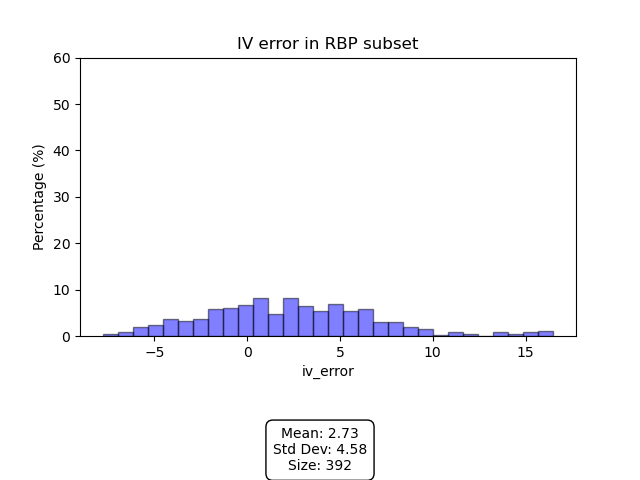 IV error in RBP subset
60
50
40
30
20
10
0
Percentage (%)
−5
0
5
10
15
iv_error
Mean: 2.73
Std Dev: 4.58
Size: 392